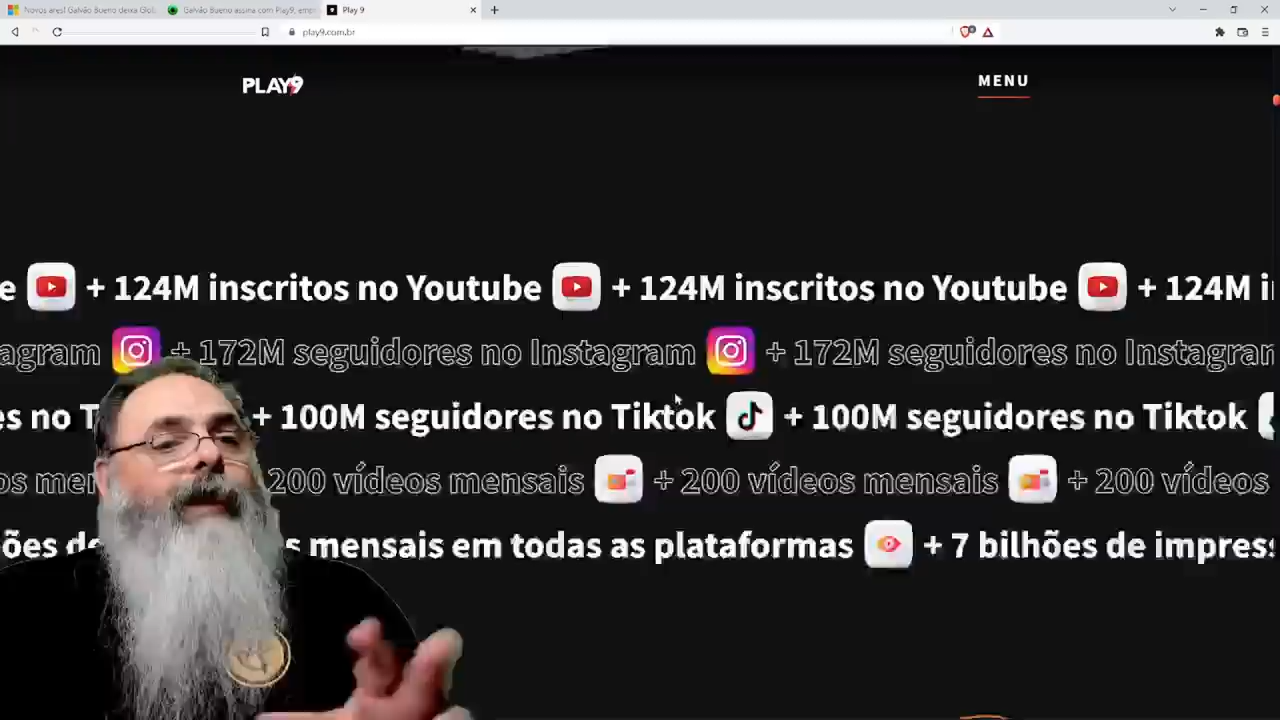 Novos ares! Galvão Bueno deixa Glob
Galvão Bueno assina com Play9, empr
Play 9
play9.com.br
PLAY9
MENU
e + 124M inscritos no Youtube + 124M inscritos no Youtube + 124M i
agram + 172M seguidores no Instagram + 172M seguidores no Instagram
es no T + 100M seguidores no Tiktok + 100M seguidores no Tiktok
os men 200 vídeos mensais + 200 vídeos mensais + 200 vídeos
ões de s mensais em todas as plataformas + 7 bilhões de impress